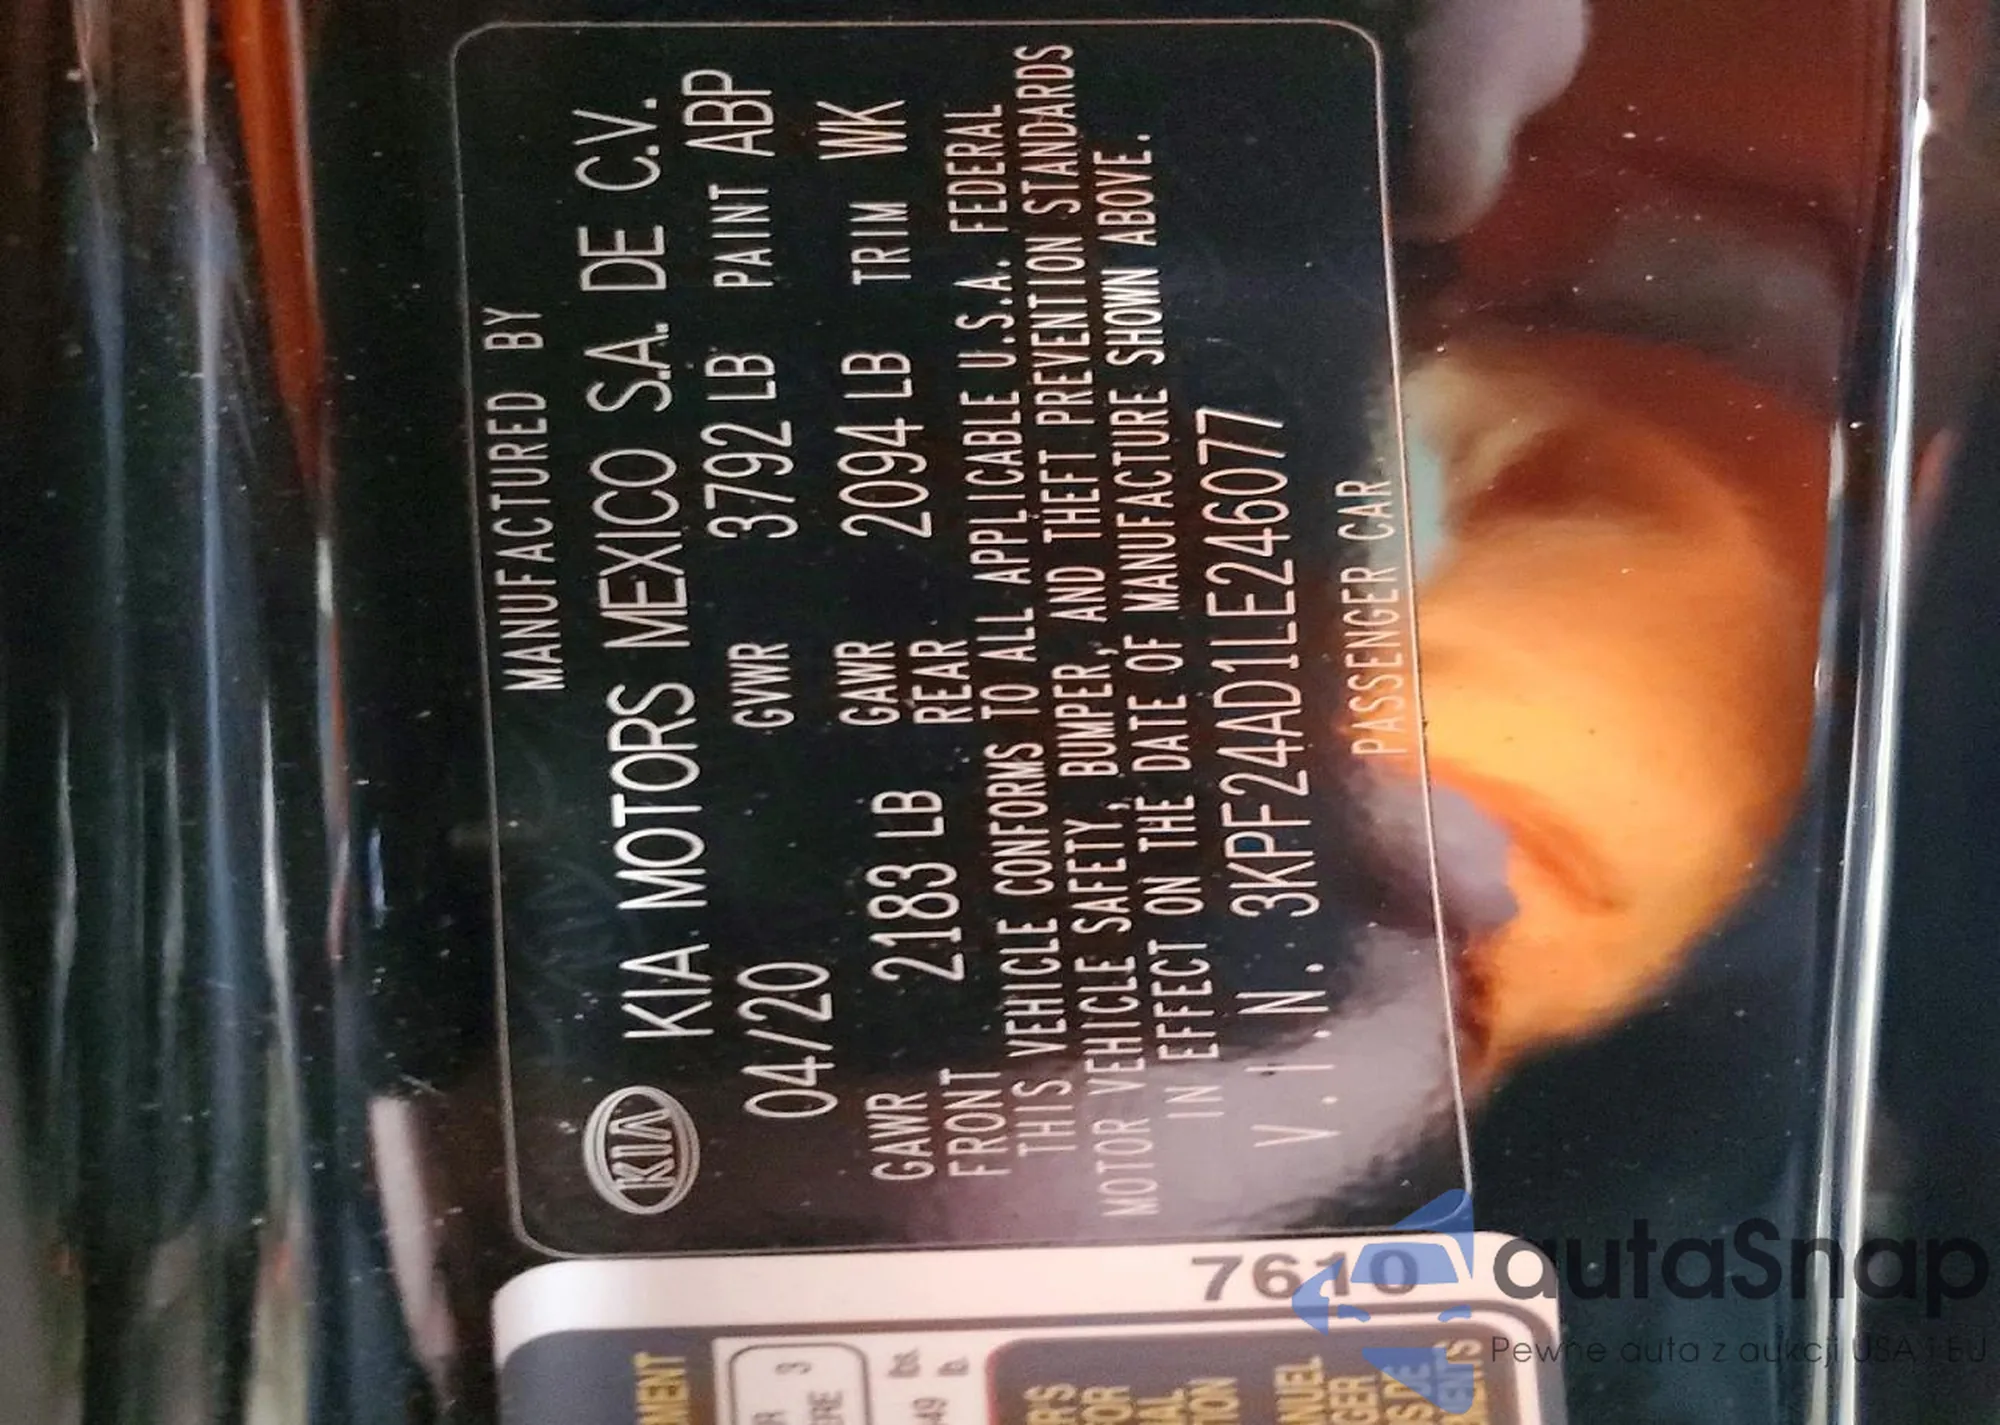 MANUFACTURED BY
KIA KIA MOTORS MEXICO S.A. DE C.V.
04/20 GVWR 3792 LB PAINT ABP
GAWR FRONT 2183 LB GAWR REAR 2094 LB TRIM WK
THIS VEHICLE CONFORMS TO ALL APPLICABLE U.S.A. FEDERAL
MOTOR VEHICLE SAFETY, BUMPER, AND THEFT PREVENTION STANDARDS
IN EFFECT ON THE DATE OF MANUFACTURE SHOWN ABOVE.
V.I.N. 3KPF24AD1LE246077
PASSENGER CAR
7610
autaSnap
Pewne auta z aukcji USA i EU